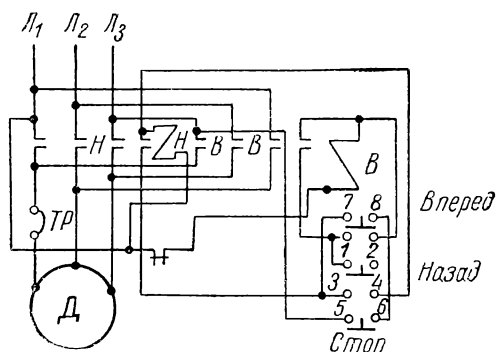 Л1 Л2 Л3
Н Н В В В
7 8 Вперед
ТР 1 2
Назад
3 4
Д 5 6
Стоп